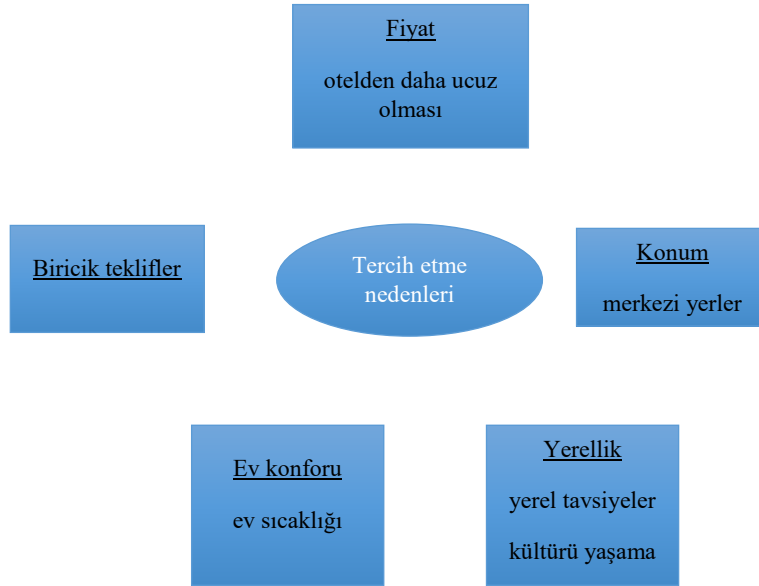 Fiyat
otelden daha ucuz
olması
Biricik teklifler
Tercih etme
nedenleri
Konum
merkezi yerler
Ev konforu
ev sıcaklığı
Yerellik
yerel tavsiyeler
kültürü yaşama